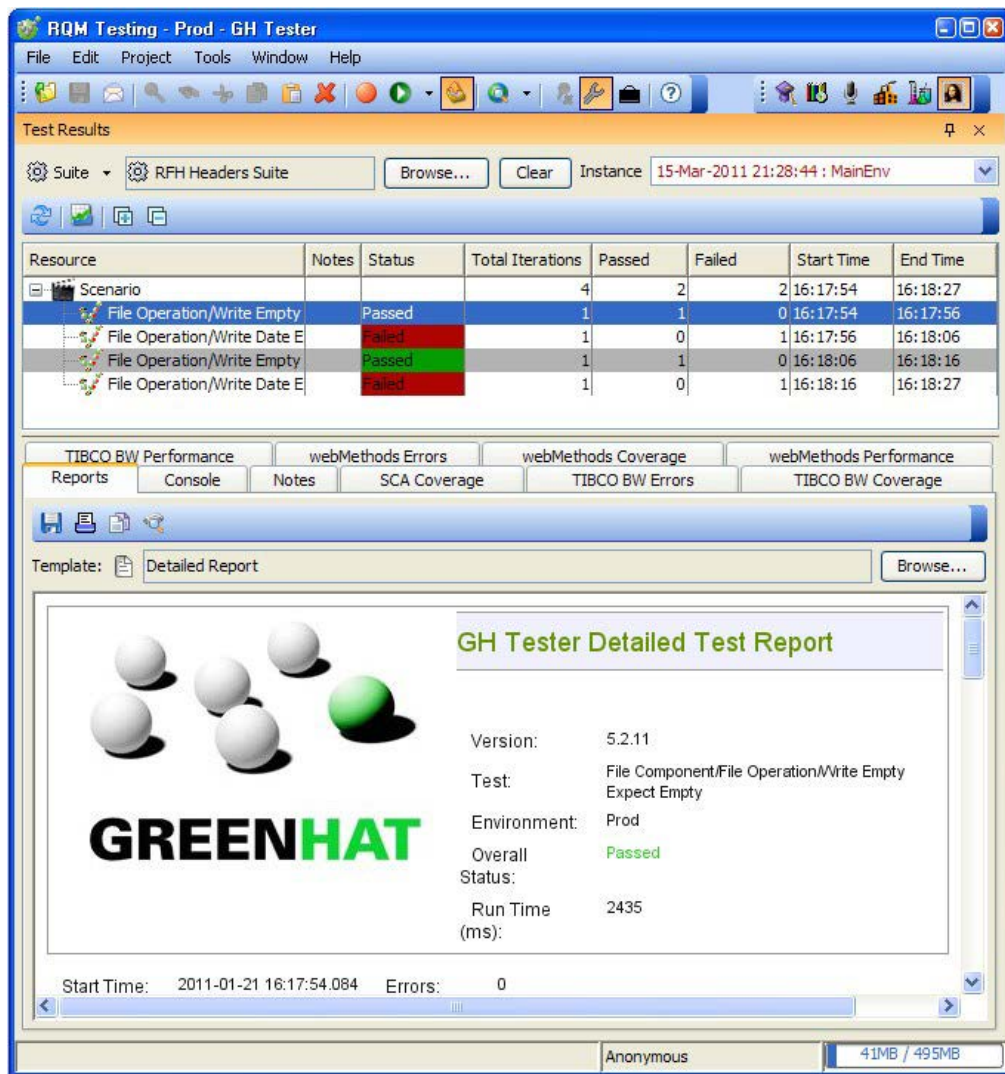 RQM Testing - Prod - GH Tester
File Edit Project Tools Window Help
Test Results
Suite RFH Headers Suite Browse... Clear Instance 15-Mar-2011 21:28:44 : MainEnv
Resource Notes Status Total Iterations Passed Failed Start Time End Time
Scenario 4 2 2 16:17:54 16:18:27
File Operation/Write Empty Passed 1 1 0 16:17:54 16:17:56
File Operation/Write Date E Failed 1 0 1 16:17:56 16:18:06
File Operation/Write Empty Passed 1 1 0 16:18:06 16:18:16
File Operation/Write Date E Failed 1 0 1 16:18:16 16:18:27
TIBCO BW Performance webMethods Errors webMethods Coverage webMethods Performance
Reports Console Notes SCA Coverage TIBCO BW Errors TIBCO BW Coverage
Template: Detailed Report Browse...
GH Tester Detailed Test Report
Version: 5.2.11
Test: File Component/File Operation/Write Empty
Expect Empty
Environment: Prod
GREENHAT
Overall Passed
Status:
Run Time 2435
(ms):
Start Time: 2011-01-21 16:17:54.084 Errors: 0
Anonymous 41MB / 495MB